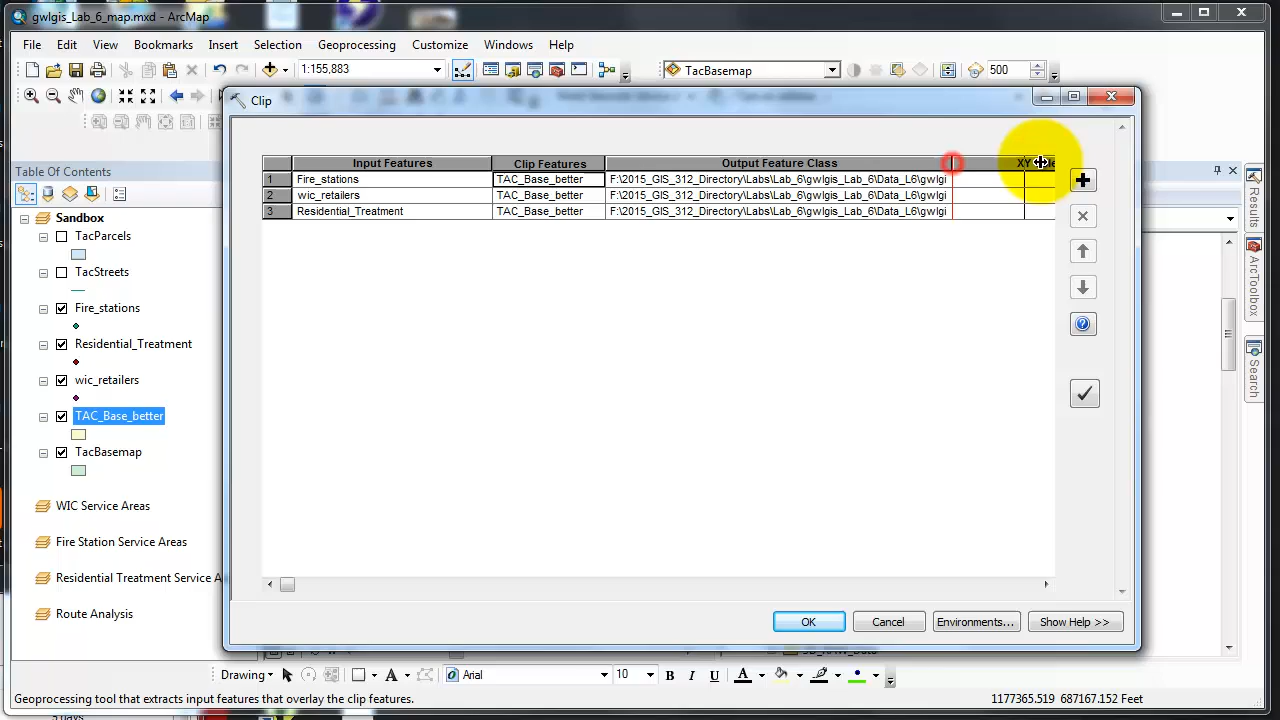 gwlgis_Lab_6_map.mxd - ArcMap
File Edit View Bookmarks Insert Selection Geoprocessing Customize Windows Help
1:155,883
TacBasemap
500
Clip
Table Of Contents
Sandbox
TacParcels
TacStreets
Fire_stations
Residential_Treatment
wic_retailers
TAC_Base_better
TacBasemap
WIC Service Areas
Fire Station Service Areas
Residential Treatment Service A
Route Analysis
Input Features Clip Features Output Feature Class XY
1 Fire_stations TAC_Base_better F:\2015_GIS_312_Directory\Labs\Lab_6\gwlgis_Lab_6\Data_L6\gwlgi
2 wic_retailers TAC_Base_better F:\2015_GIS_312_Directory\Labs\Lab_6\gwlgis_Lab_6\Data_L6\gwlgi
3 Residential_Treatment TAC_Base_better F:\2015_GIS_312_Directory\Labs\Lab_6\gwlgis_Lab_6\Data_L6\gwlgi
OK Cancel Environments... Show Help >>
Results
ArcToolbox
Search
Drawing Arial 10 B I U A
Geoprocessing tool that extracts input features that overlay the clip features.
1177365.519 687167.152 Feet